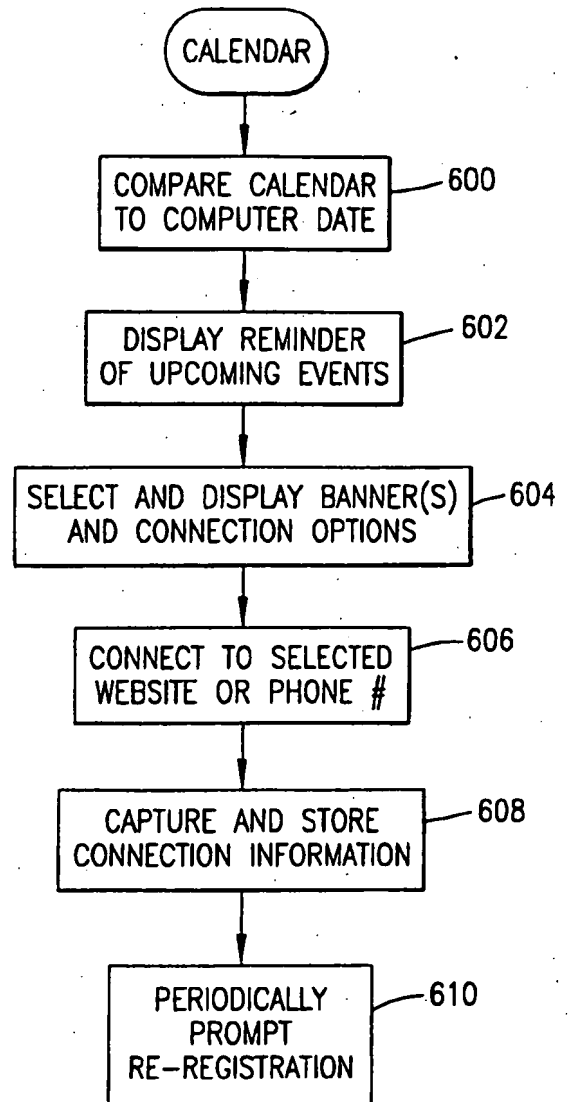 CALENDAR
COMPARE CALENDAR
TO COMPUTER DATE
600
DISPLAY REMINDER
OF UPCOMING EVENTS
602
SELECT AND DISPLAY BANNER(S)
AND CONNECTION OPTIONS
604
CONNECT TO SELECTED
WEBSITE OR PHONE #
606
CAPTURE AND STORE
CONNECTION INFORMATION
608
PERIODICALLY
PROMPT
RE-REGISTRATION
610